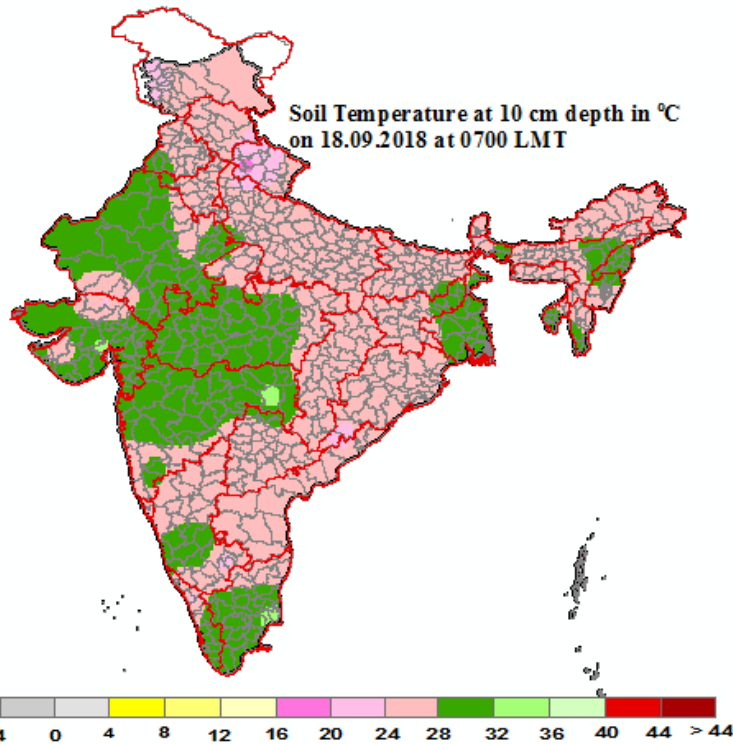 Soil Temperature at 10 cm depth in ⁰C
on 18.09.2018 at 0700 LMT
4 0 4 8 12 16 20 24 28 32 36 40 44 > 44